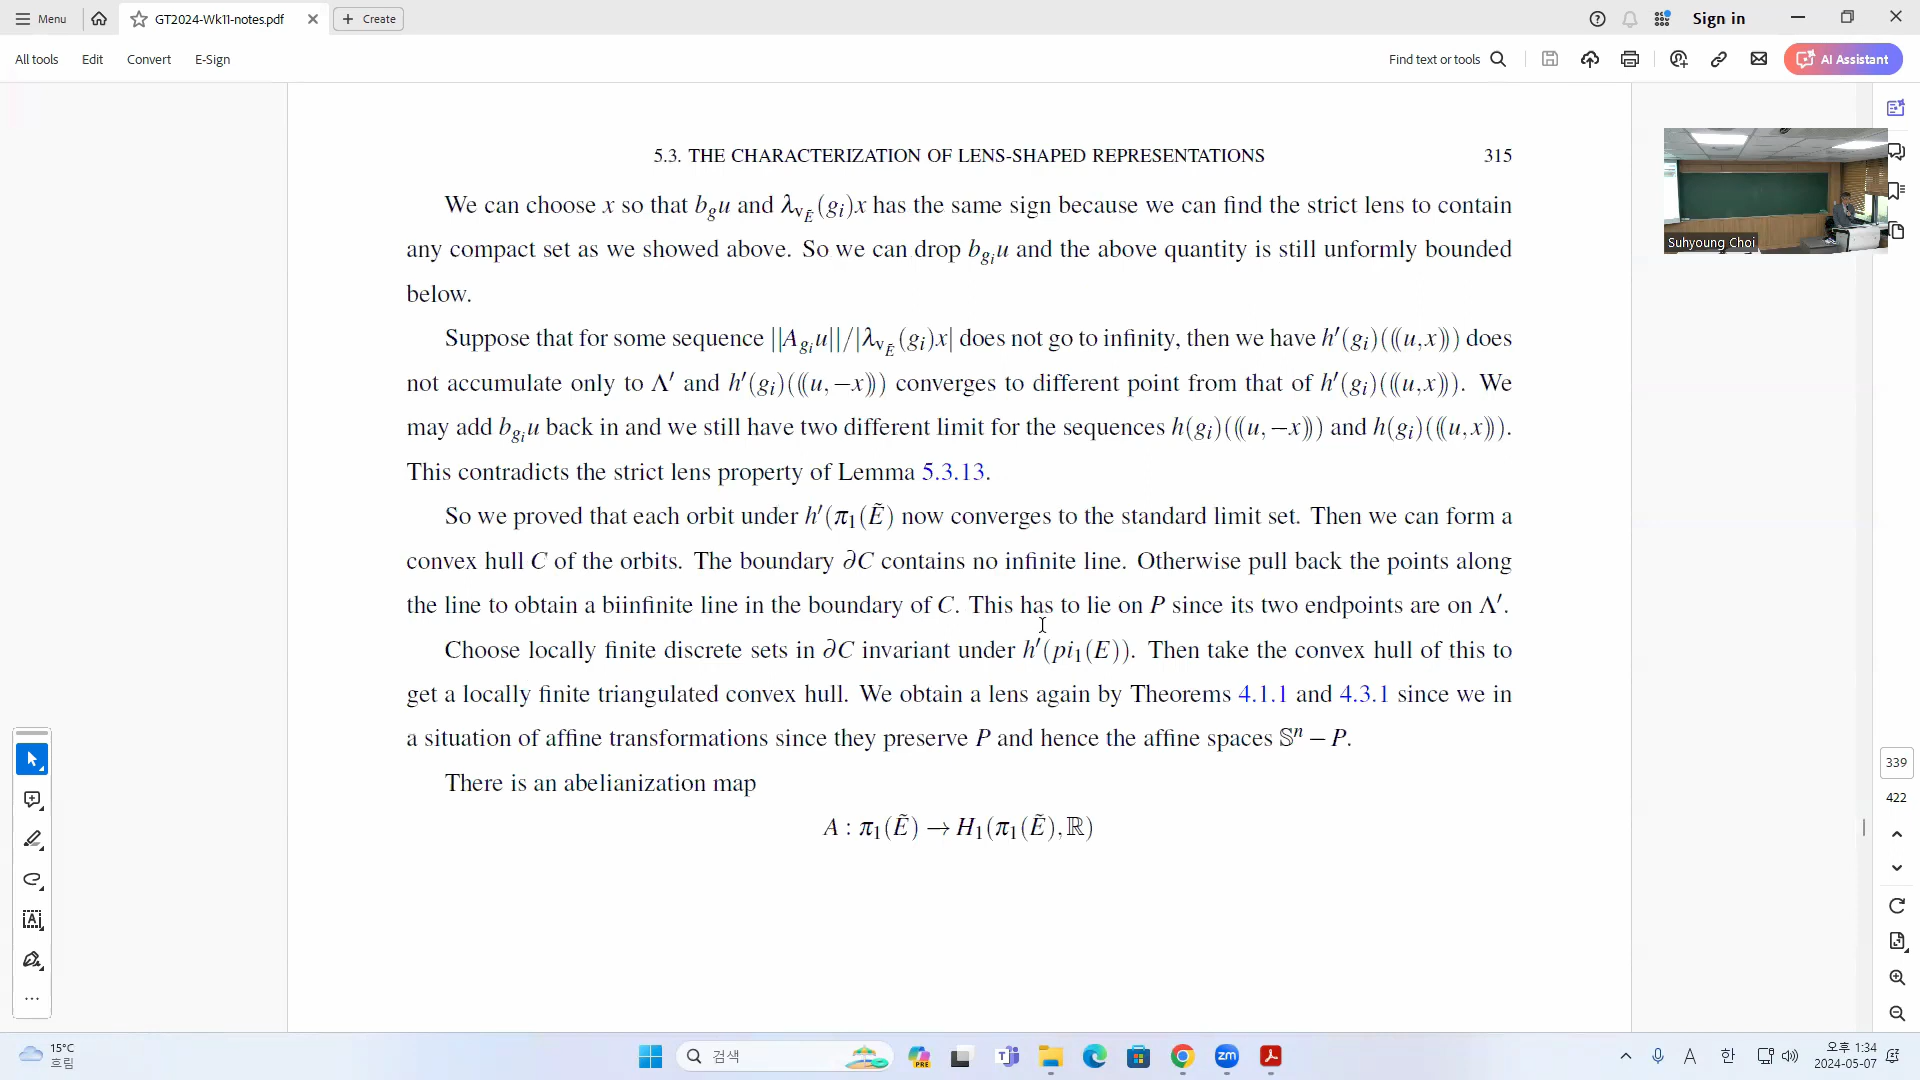 Menu
GT2024-Wk11-notes.pdf
Create
Sign in
All tools
Edit
Convert
E-Sign
Find text or tools
AI Assistant
Suhyoung Choi
5.3. THE CHARACTERIZATION OF LENS-SHAPED REPRESENTATIONS 315
We can choose x so that b_g u and λ_{v_Ẽ}(g_i)x has the same sign because we can find the strict lens to contain
any compact set as we showed above. So we can drop b_{g_i}u and the above quantity is still unformly bounded
below.
Suppose that for some sequence ||A_{g_i}u||/|λ_{v_Ẽ}(g_i)x| does not go to infinity, then we have h′(g_i)(((u,x))) does
not accumulate only to Λ′ and h′(g_i)(((u,−x))) converges to different point from that of h′(g_i)(((u,x))). We
may add b_{g_i}u back in and we still have two different limit for the sequences h(g_i)(((u,−x))) and h(g_i)(((u,x))).
This contradicts the strict lens property of Lemma 5.3.13.
So we proved that each orbit under h′(π₁(Ẽ) now converges to the standard limit set. Then we can form a
convex hull C of the orbits. The boundary ∂C contains no infinite line. Otherwise pull back the points along
the line to obtain a biinfinite line in the boundary of C. This has to lie on P since its two endpoints are on Λ′.
Choose locally finite discrete sets in ∂C invariant under h′(pi₁(E)). Then take the convex hull of this to
get a locally finite triangulated convex hull. We obtain a lens again by Theorems 4.1.1 and 4.3.1 since we in
a situation of affine transformations since they preserve P and hence the affine spaces 𝕊ⁿ − P.
There is an abelianization map
A : π₁(Ẽ) → H₁(π₁(Ẽ), ℝ)
339
422
15°C
흐림
검색
PRE
zm
A
한
오후 1:34
2024-05-07